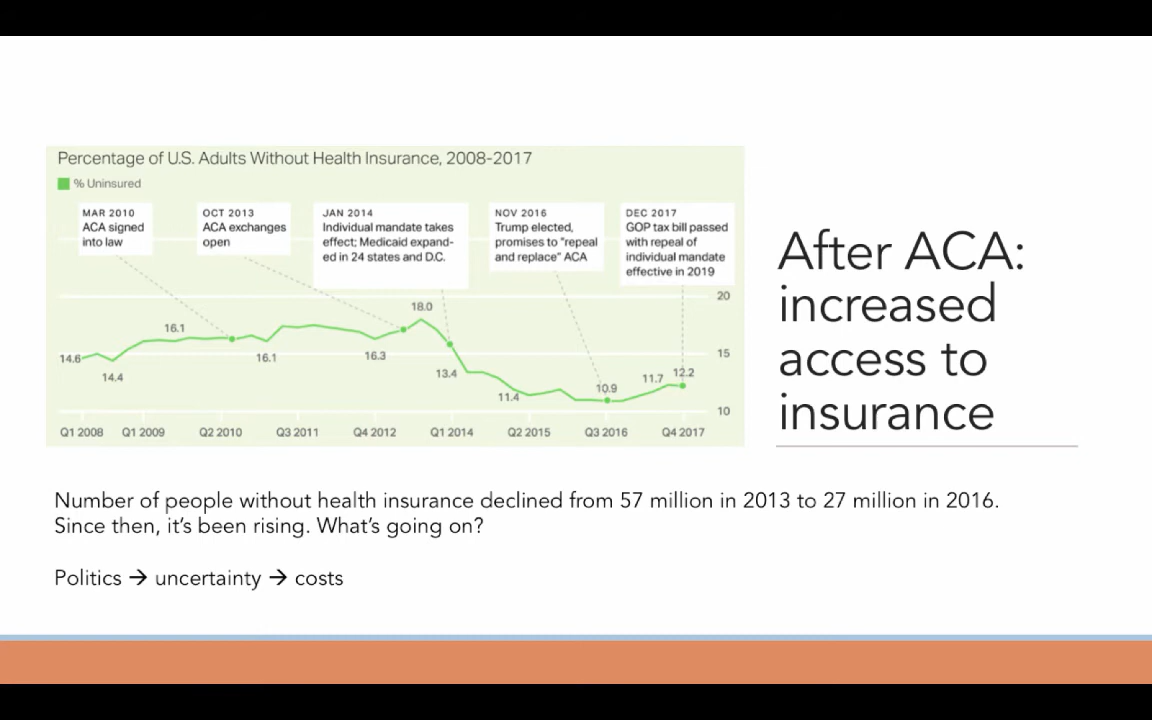 Percentage of U.S. Adults Without Health Insurance, 2008-2017
% Uninsured
MAR 2010
ACA signed
into law
OCT 2013
ACA exchanges
open
JAN 2014
Individual mandate takes
effect; Medicaid expand-
ed in 24 states and D.C.
NOV 2016
Trump elected,
promises to "repeal
and replace" ACA
DEC 2017
GOP tax bill passed
with repeal of
individual mandate
effective in 2019
20
15
10
14.6
14.4
16.1
16.1
16.3
18.0
13.4
11.4
10.9
11.7
12.2
Q1 2008
Q1 2009
Q2 2010
Q3 2011
Q4 2012
Q1 2014
Q2 2015
Q3 2016
Q4 2017
After ACA:
increased
access to
insurance
Number of people without health insurance declined from 57 million in 2013 to 27 million in 2016.
Since then, it's been rising. What's going on?
Politics → uncertainty → costs